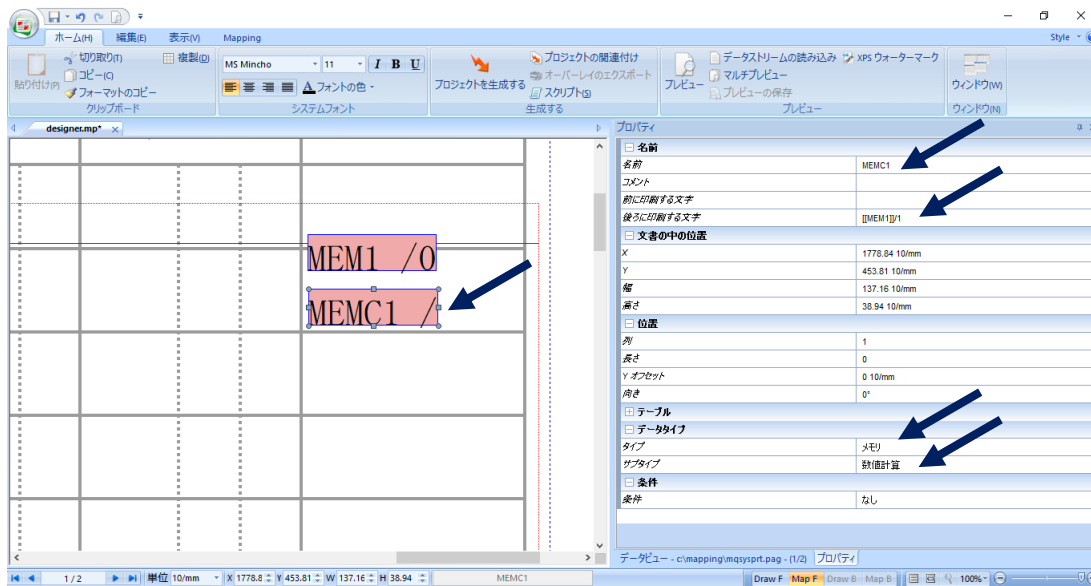 ホーム(H) 編集(E) 表示(V) Mapping Style
貼り付け(P)
切り取り(T)
コピー(C)
フォーマットのコピー
複製(D)
クリップボード
MS Mincho 11 I B U
フォントの色
システムフォント
プロジェクトを生成する
プロジェクトの関連付け
オーバーレイのエクスポート
スクリプト(S)
生成する
プレビュー
データストリームの読み込み XPS ウォーターマーク
マルチプレビュー
プレビューの保存
プレビュー
ウィンドウ(W)
ウィンドウ(N)
designer.mp*
MEM1 /0
MEMC1 /
プロパティ
名前
名前 MEMC1
コメント
前に印刷する文字
後ろに印刷する文字 [[MEM1]]/1
文書の中の位置
X 1778.84 10/mm
Y 453.81 10/mm
幅 137.16 10/mm
高さ 38.94 10/mm
位置
列 1
長さ 0
Y オフセット 0 10/mm
向き 0°
テーブル
データタイプ
タイプ メモリ
サブタイプ 数値計算
条件
条件 なし
データビュー - c:\mapping\mqsysprt.pag - (1/2) プロパティ
1 / 2 単位 10/mm X 1778.8 Y 453.81 W 137.16 H 38.94 MEMC1 Draw F Map F Draw B Map B 100%